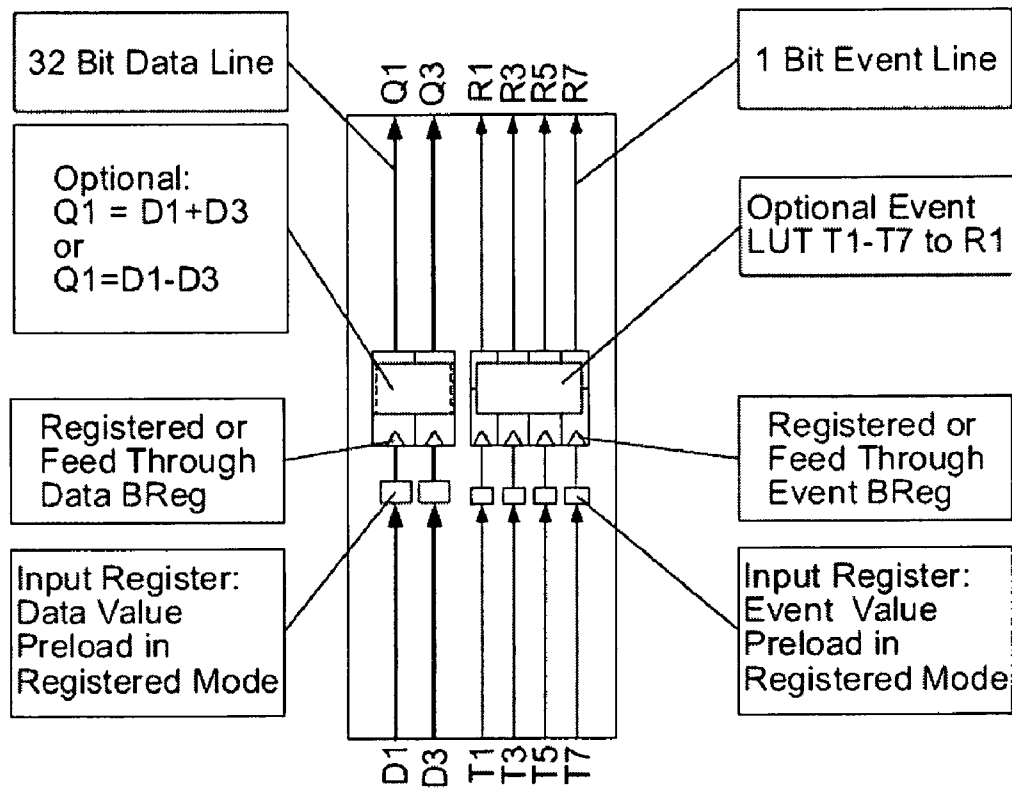 32 Bit Data Line
Q1
Q3
R1
R3
R5
R7
1 Bit Event Line
Optional:
Q1 = D1+D3
or
Q1=D1-D3
Optional Event
LUT T1-T7 to R1
Registered or
Feed Through
Data BReg
Registered or
Feed Through
Event BReg
Input Register:
Data Value
Preload in
Registered Mode
Input Register:
Event Value
Preload in
Registered Mode
D1
D3
T1
T3
T5
T7